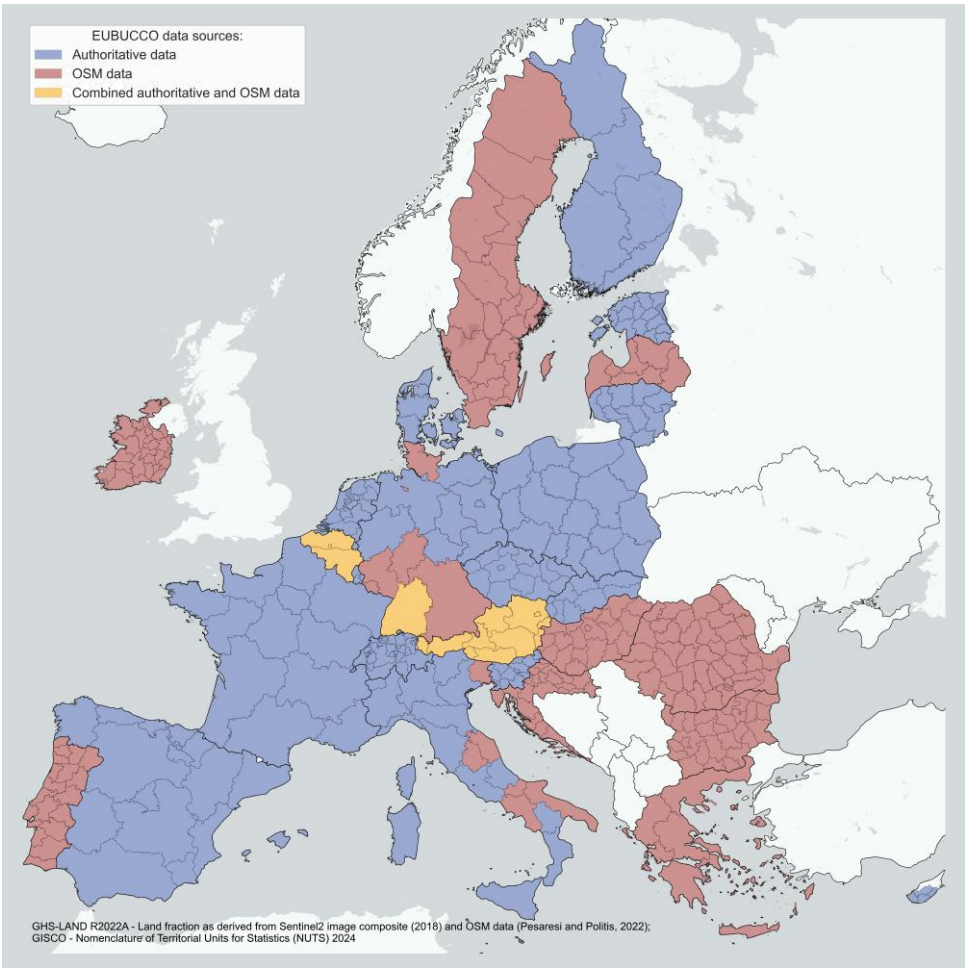 EUBUCCO data sources:
Authoritative data
OSM data
Combined authoritative and OSM data
GHS-LAND R2022A - Land fraction as derived from Sentinel2 image composite (2018) and OSM data (Pesaresi and Politis, 2022);
GISCO - Nomenclature of Territorial Units for Statistics (NUTS) 2024